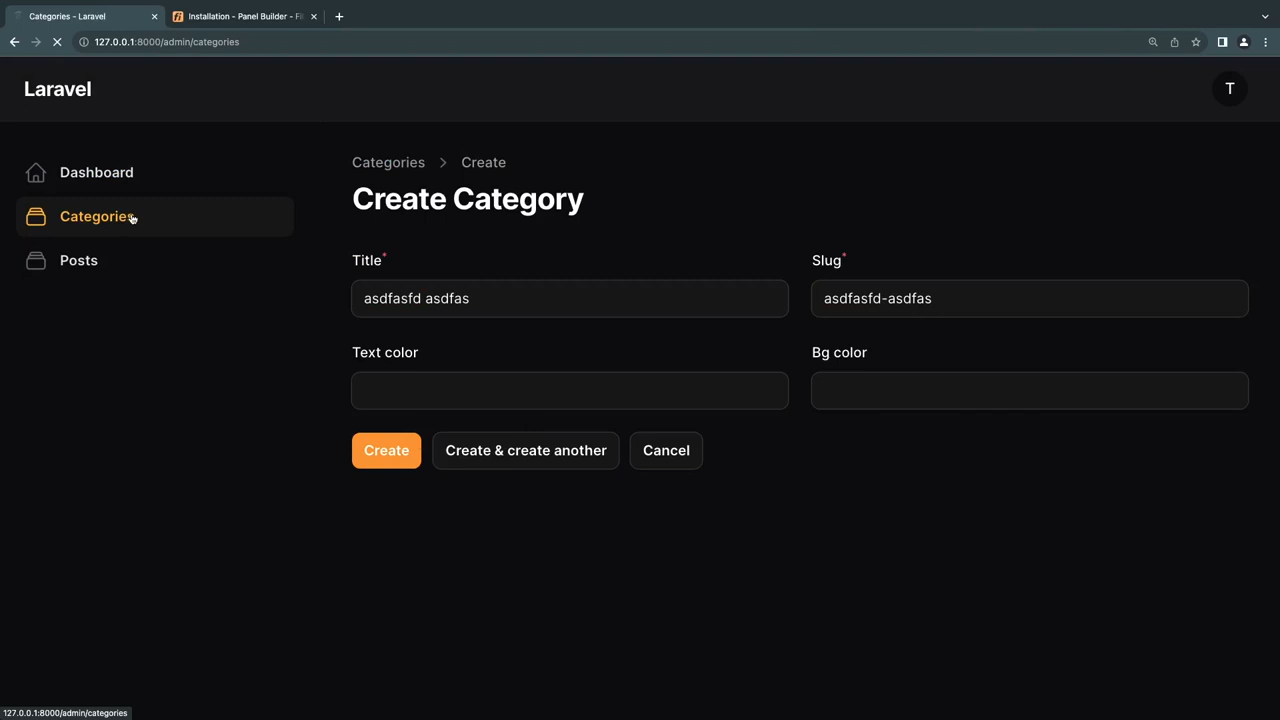 Categories - Laravel
Installation - Panel Builder - Fi
127.0.0.1:8000/admin/categories
Laravel
T
Dashboard
Categories
Posts
Categories > Create
Create Category
Title*
Slug*
asdfasfd asdfas
asdfasfd-asdfas
Text color
Bg color
Create
Create & create another
Cancel
127.0.0.1:8000/admin/categories